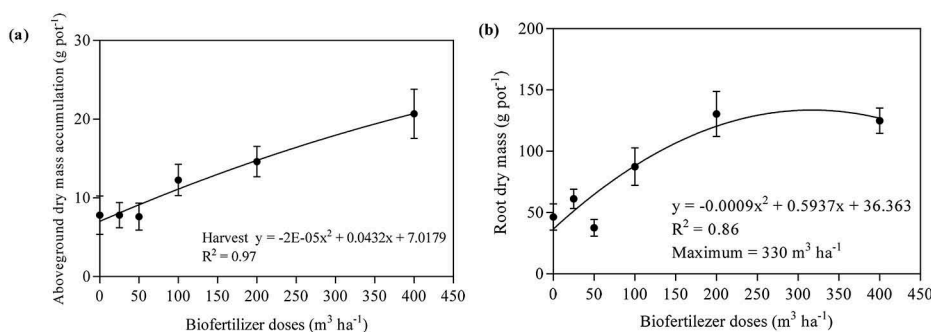 (a)
Aboveground dry mass accumulation (g pot⁻¹)
30
20
10
0
Harvest y = -2E-05x² + 0.0432x + 7.0179
R² = 0.97
0 50 100 150 200 250 300 350 400 450
Biofertilizer doses (m³ ha⁻¹)
(b)
Root dry mass (g pot⁻¹)
200
150
100
50
0
y = -0.0009x² + 0.5937x + 36.363
R² = 0.86
Maximum = 330 m³ ha⁻¹
0 50 100 150 200 250 300 350 400 450
Biofertilezer doses (m³ ha⁻¹)